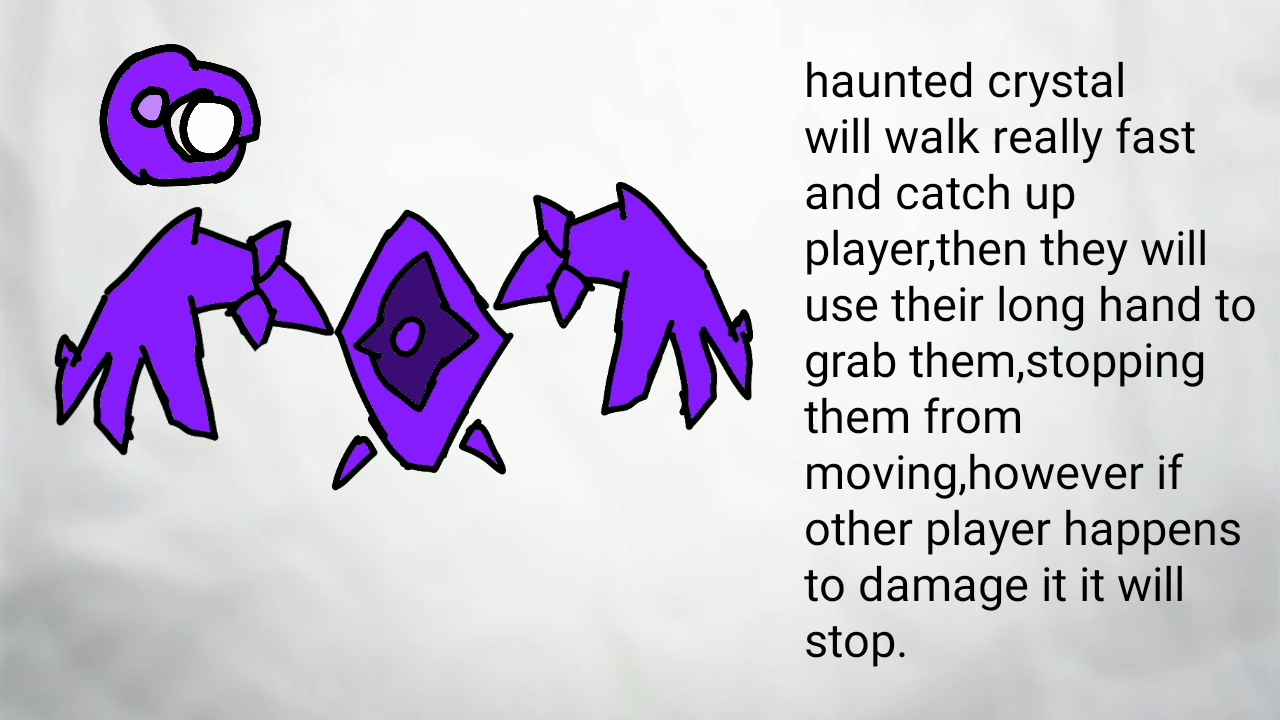 haunted crystal
will walk really fast
and catch up
player,then they will
use their long hand to
grab them,stopping
them from
moving,however if
other player happens
to damage it it will
stop.